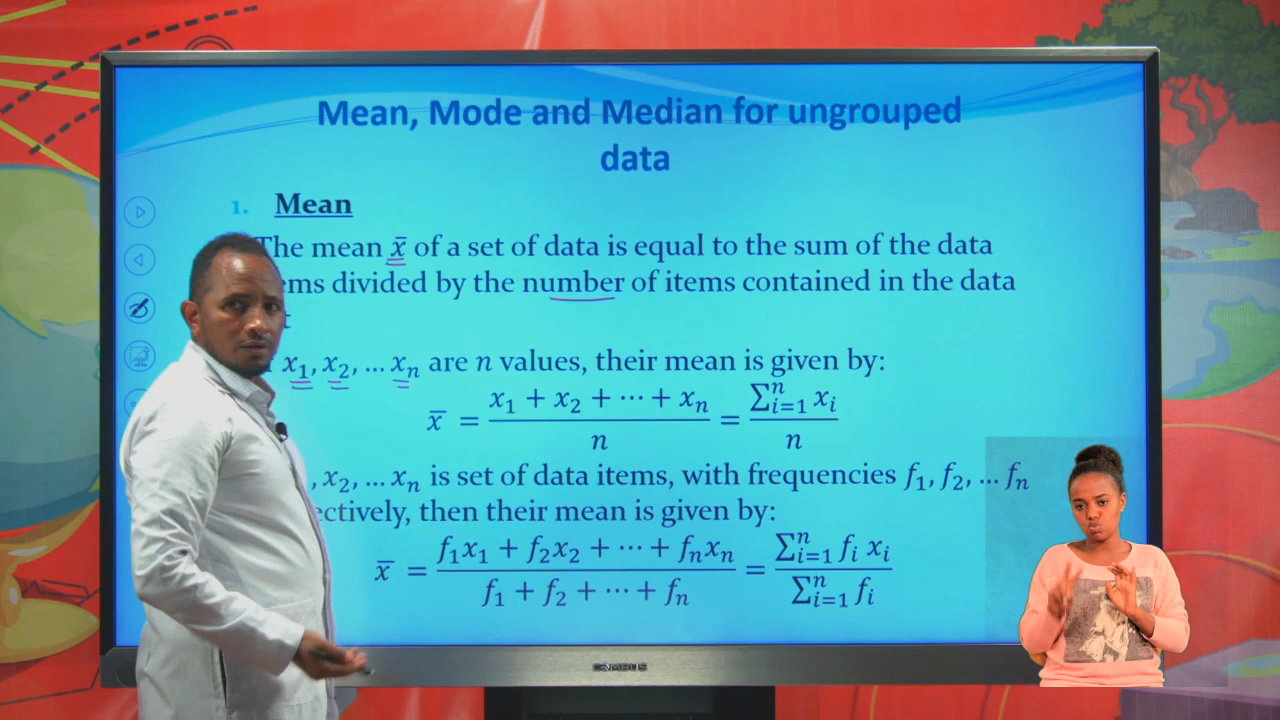 Mean, Mode and Median for ungrouped
data
1. Mean
The mean x̄ of a set of data is equal to the sum of the data
divided by the number of items contained in the data
x₁, x₂, … xₙ are n values, their mean is given by:
x̄ = (x₁ + x₂ + ⋯ + xₙ)/n = (∑ⁿᵢ₌₁ xᵢ)/n
, x₂, … xₙ is set of data items, with frequencies f₁, f₂, … fₙ
then their mean is given by:
x̄ = (f₁x₁ + f₂x₂ + ⋯ + fₙxₙ)/(f₁ + f₂ + ⋯ + fₙ) = (∑ⁿᵢ₌₁ fᵢ xᵢ)/(∑ⁿᵢ₌₁ fᵢ)